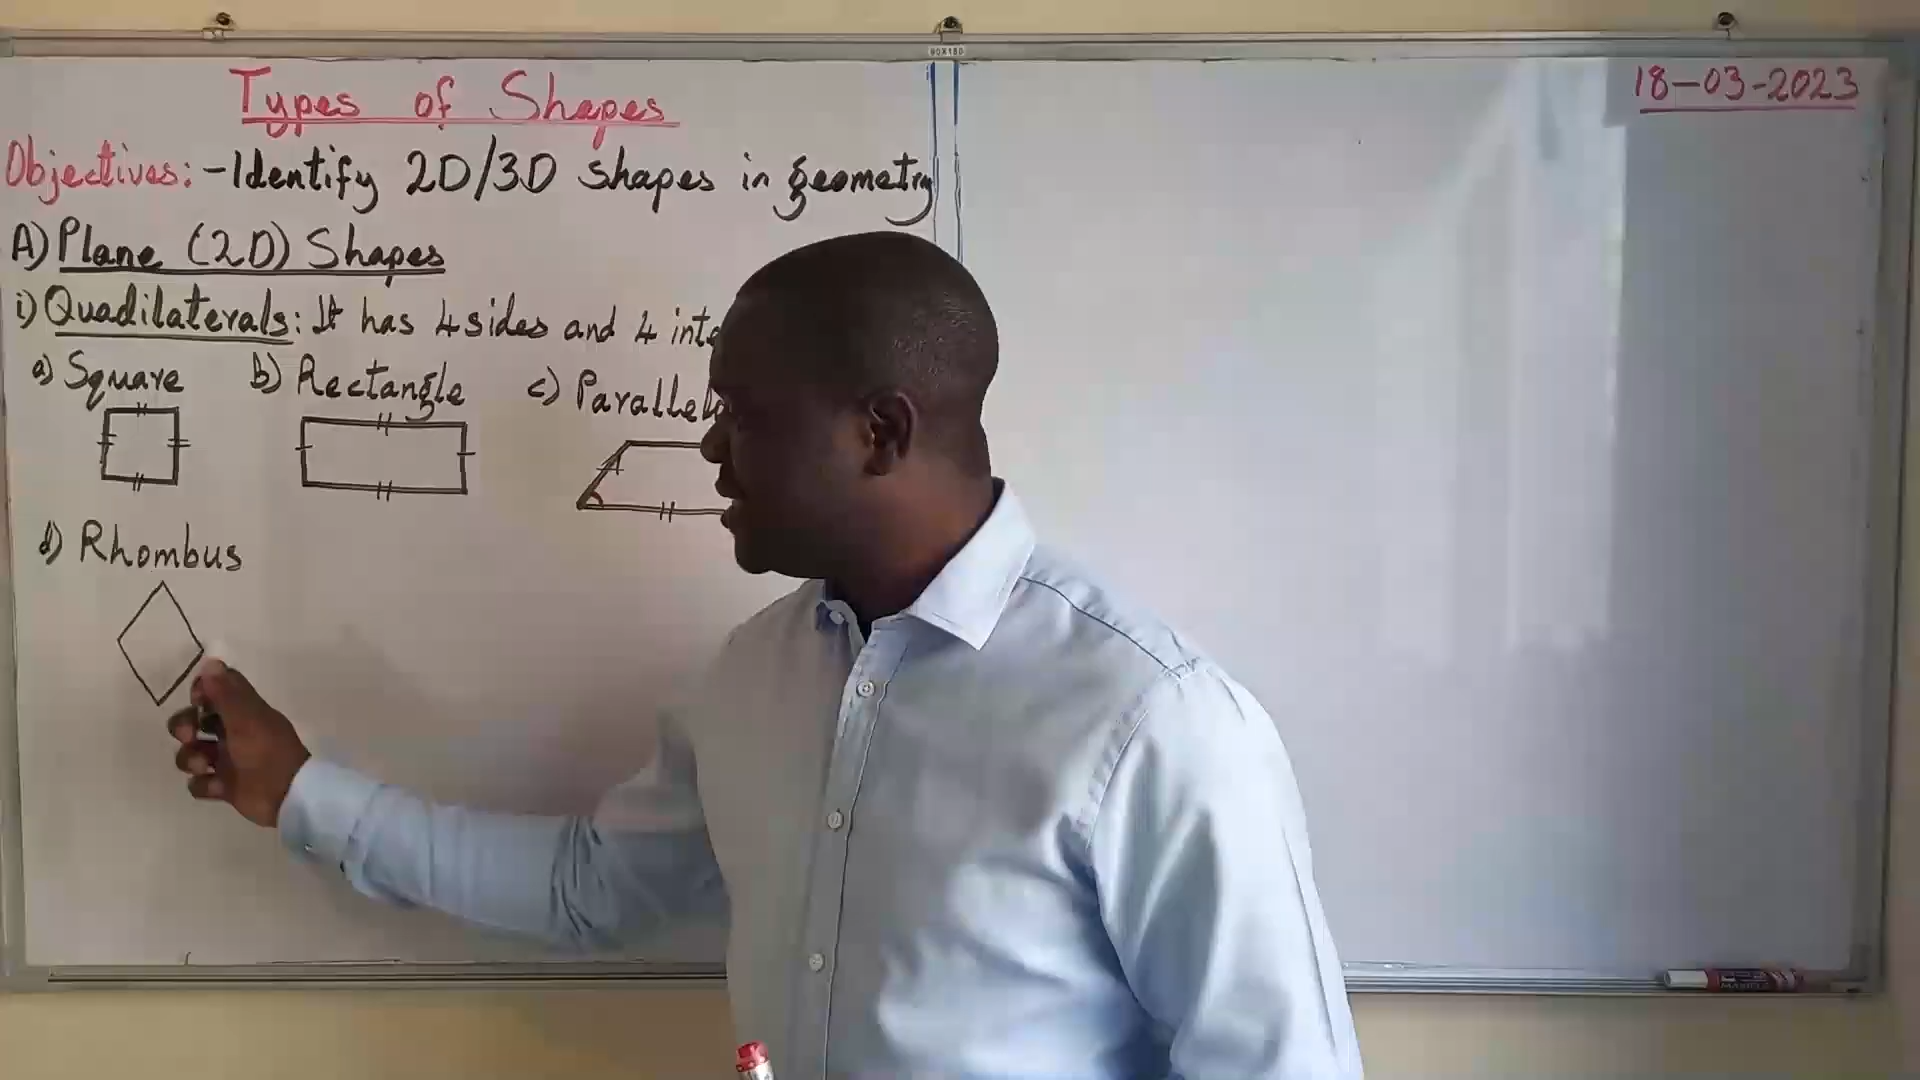 90X180
Types of Shapes
18-03-2023
Objectives: -Identify 2D/3D shapes in geometry
A) Plane (2D) Shapes
i) Quadilaterals: It has 4 sides and 4
a) Square b) Rectangle c)
d) Rhombus